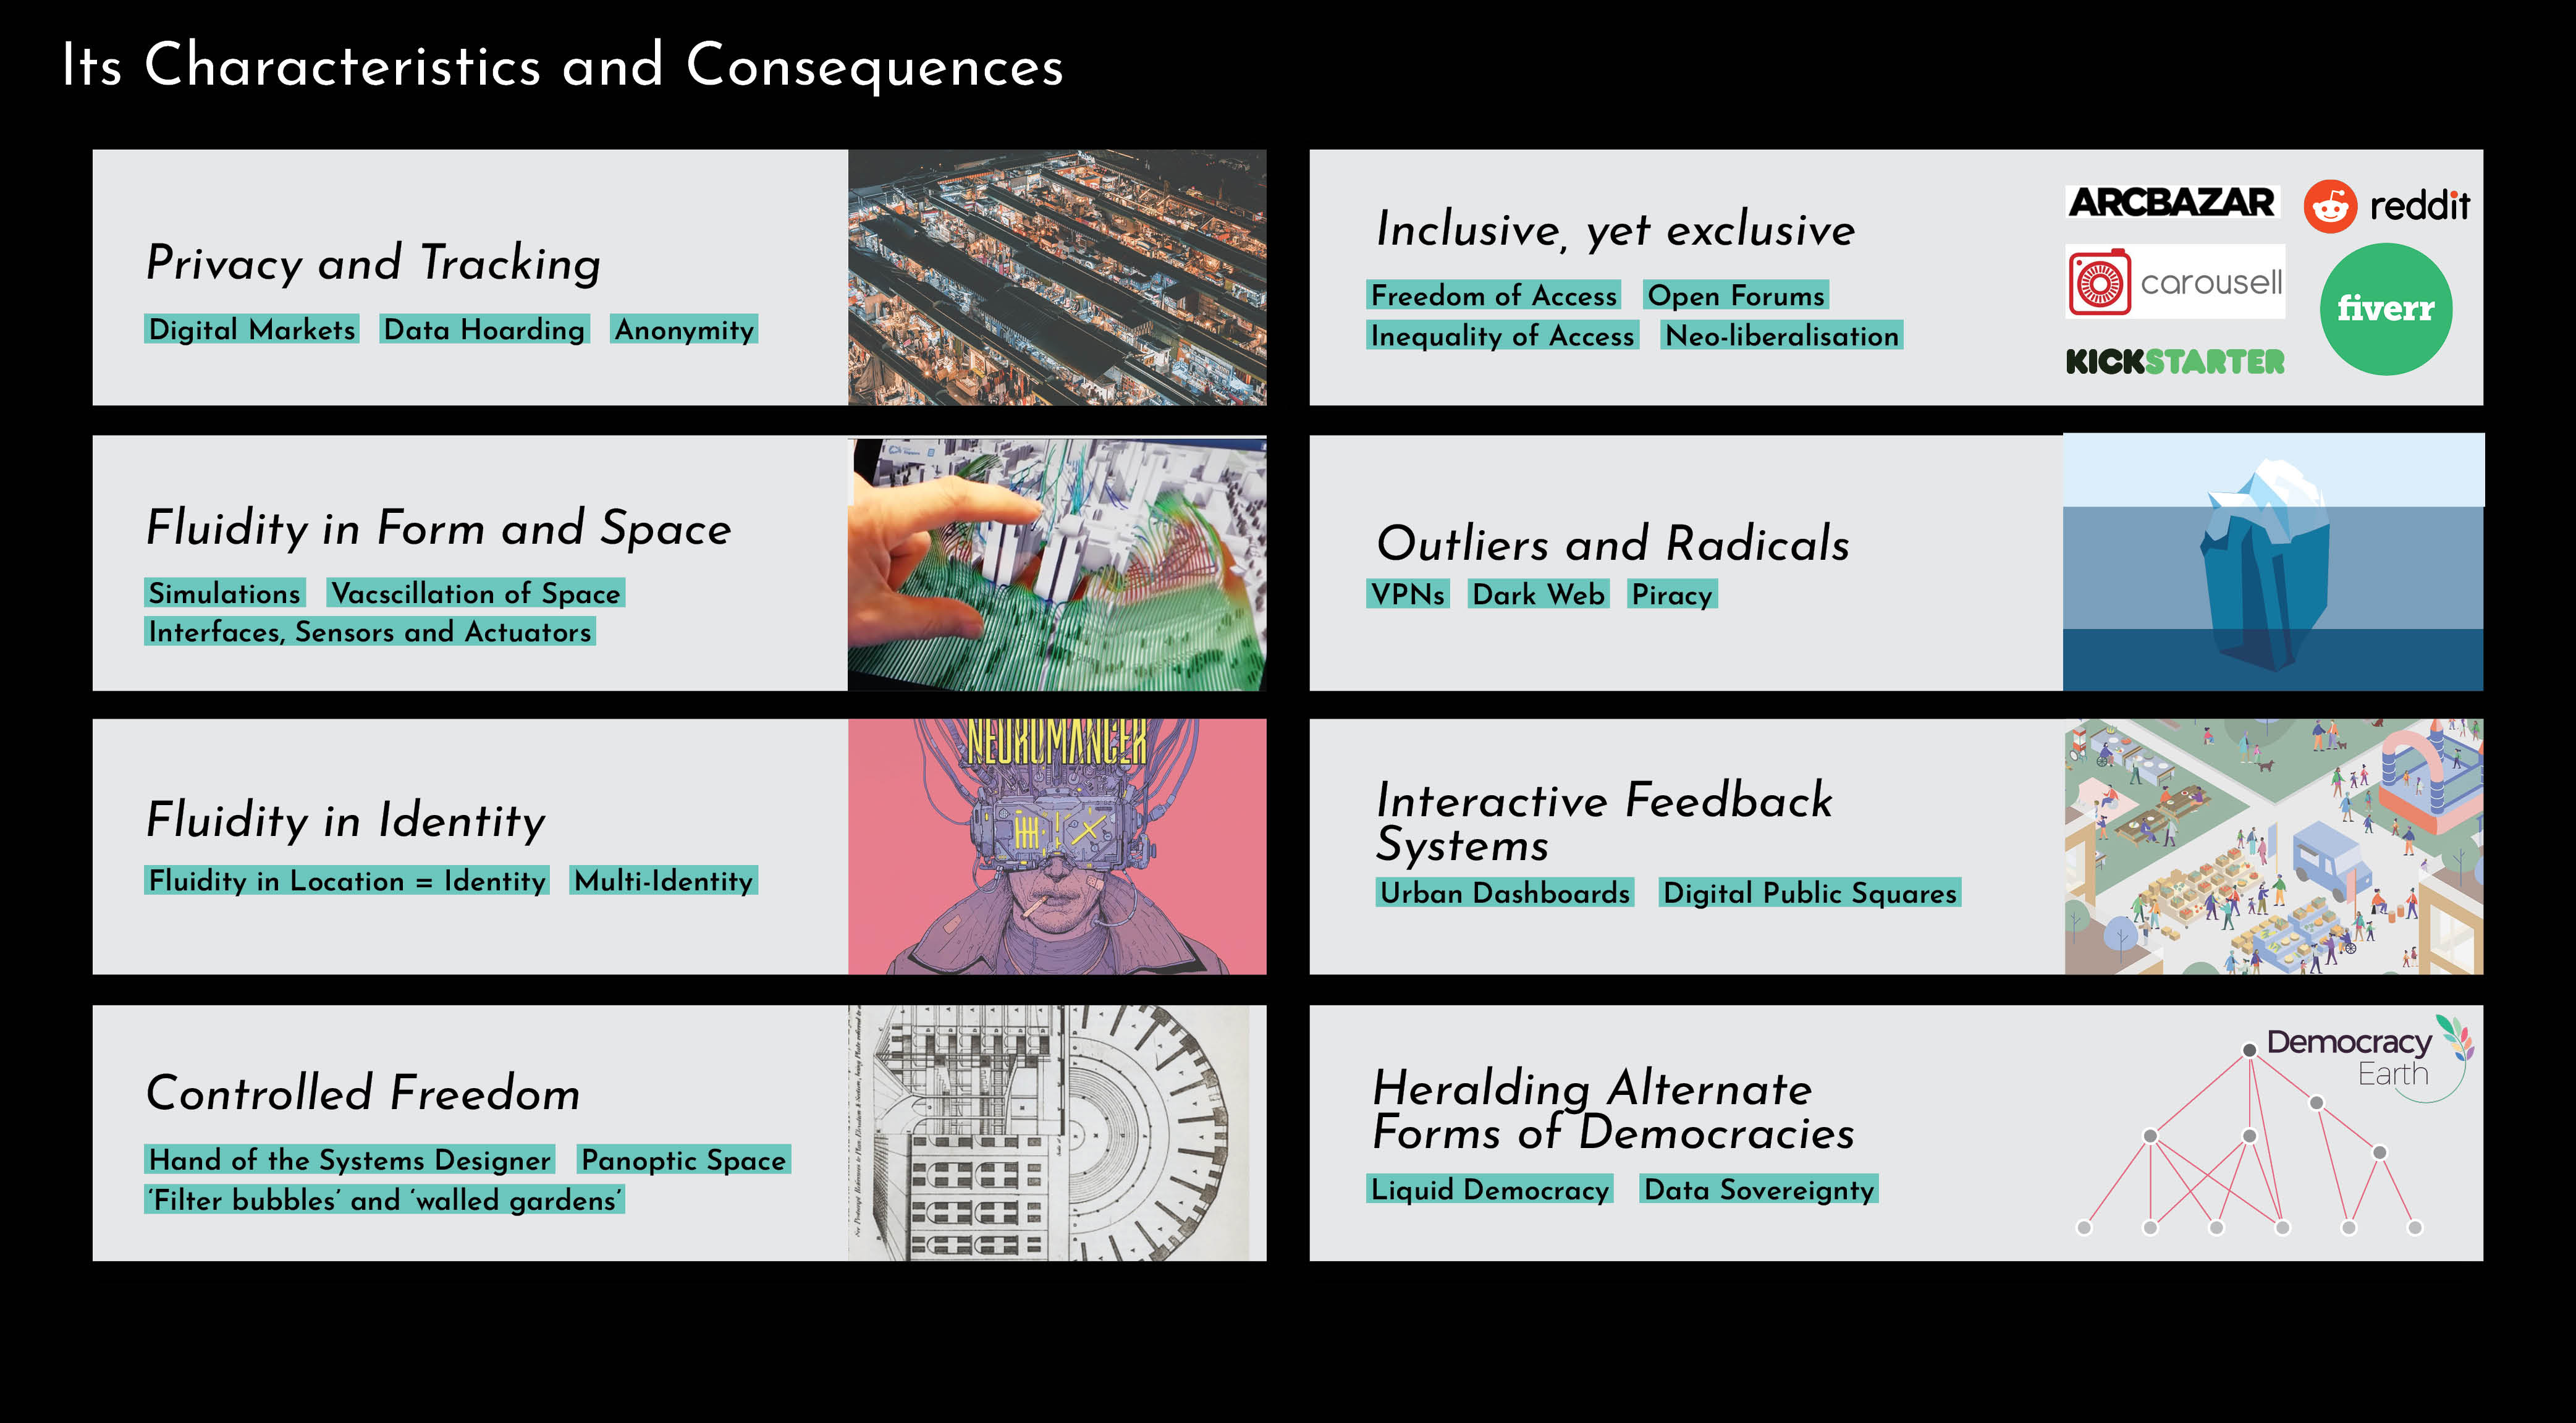 Its Characteristics and Consequences
Privacy and Tracking
Digital Markets Data Hoarding Anonymity
Fluidity in Form and Space
Simulations Vacscillation of Space
Interfaces, Sensors and Actuators
Fluidity in Identity
Fluidity in Location = Identity Multi-Identity
NEUROMANCER
Controlled Freedom
Hand of the Systems Designer Panoptic Space
‘Filter bubbles’ and ‘walled gardens’
Inclusive, yet exclusive
Freedom of Access Open Forums
Inequality of Access Neo-liberalisation
ARCBAZAR
reddit
carousell
fiverr
KICKSTARTER
Outliers and Radicals
VPNs Dark Web Piracy
Interactive Feedback
Systems
Urban Dashboards Digital Public Squares
Heralding Alternate
Forms of Democracies
Liquid Democracy Data Sovereignty
Democracy
Earth